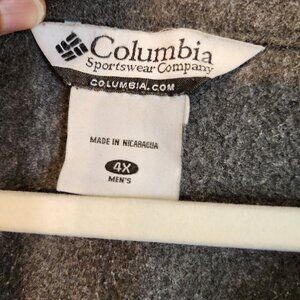 Columbia
Sportswear Company
COLUMBIA.COM
MADE IN NICARAGUA
4X
MEN'S